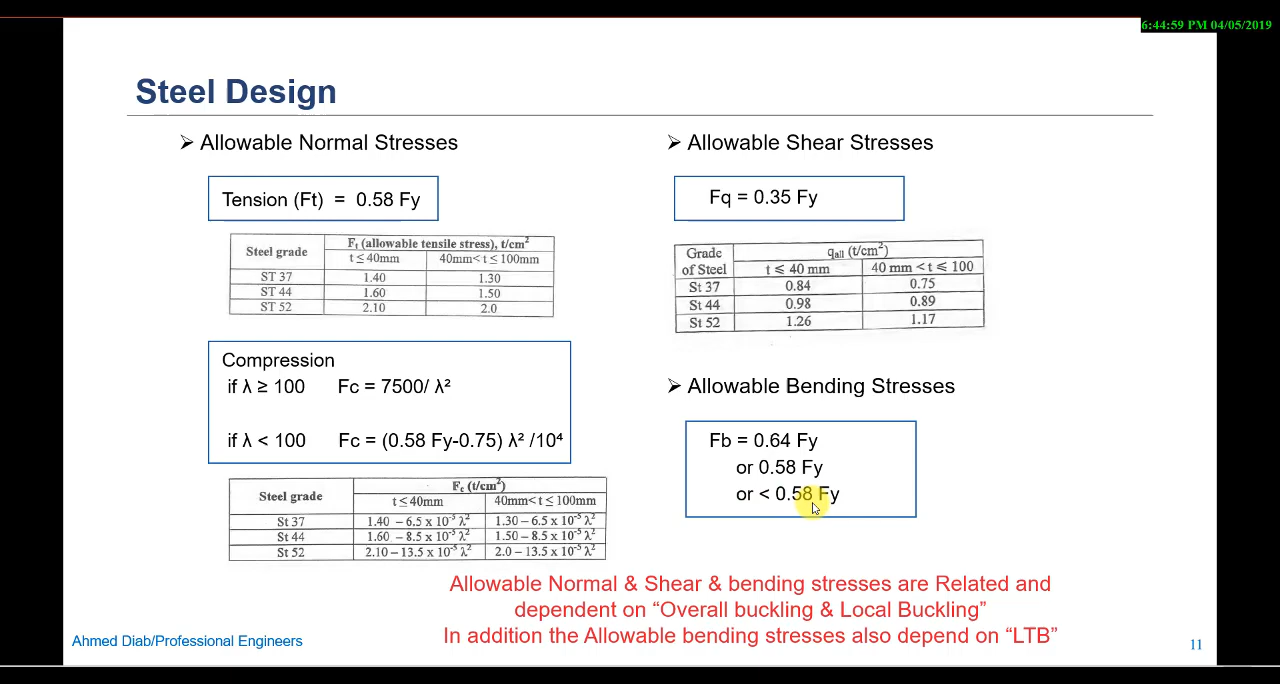 6:44:59 PM 04/05/2019
Steel Design
➢ Allowable Normal Stresses
Tension (Ft) = 0.58 Fy
Steel grade | Fₜ (allowable tensile stress), t/cm²
t ≤ 40mm | 40mm< t ≤ 100mm
ST 37 | 1.40 | 1.30
ST 44 | 1.60 | 1.50
ST 52 | 2.10 | 2.0
Compression
if λ ≥ 100 Fc = 7500/ λ²
if λ < 100 Fc = (0.58 Fy-0.75) λ² /10⁴
Steel grade | F꜀ (t/cm²)
t ≤ 40mm | 40mm< t ≤ 100mm
St 37 | 1.40 – 6.5 x 10⁻⁵ λ² | 1.30 – 6.5 x 10⁻⁵ λ²
St 44 | 1.60 – 8.5 x 10⁻⁵ λ² | 1.50 – 8.5 x 10⁻⁵ λ²
St 52 | 2.10 – 13.5 x 10⁻⁵ λ² | 2.0 – 13.5 x 10⁻⁵ λ²
➢ Allowable Shear Stresses
Fq = 0.35 Fy
Grade of Steel | qall (t/cm²)
t ⩽ 40 mm | 40 mm < t ⩽ 100
St 37 | 0.84 | 0.75
St 44 | 0.98 | 0.89
St 52 | 1.26 | 1.17
➢ Allowable Bending Stresses
Fb = 0.64 Fy
or 0.58 Fy
or < 0.58 Fy
Allowable Normal & Shear & bending stresses are Related and
dependent on “Overall buckling & Local Buckling”
In addition the Allowable bending stresses also depend on “LTB”
Ahmed Diab/Professional Engineers
11